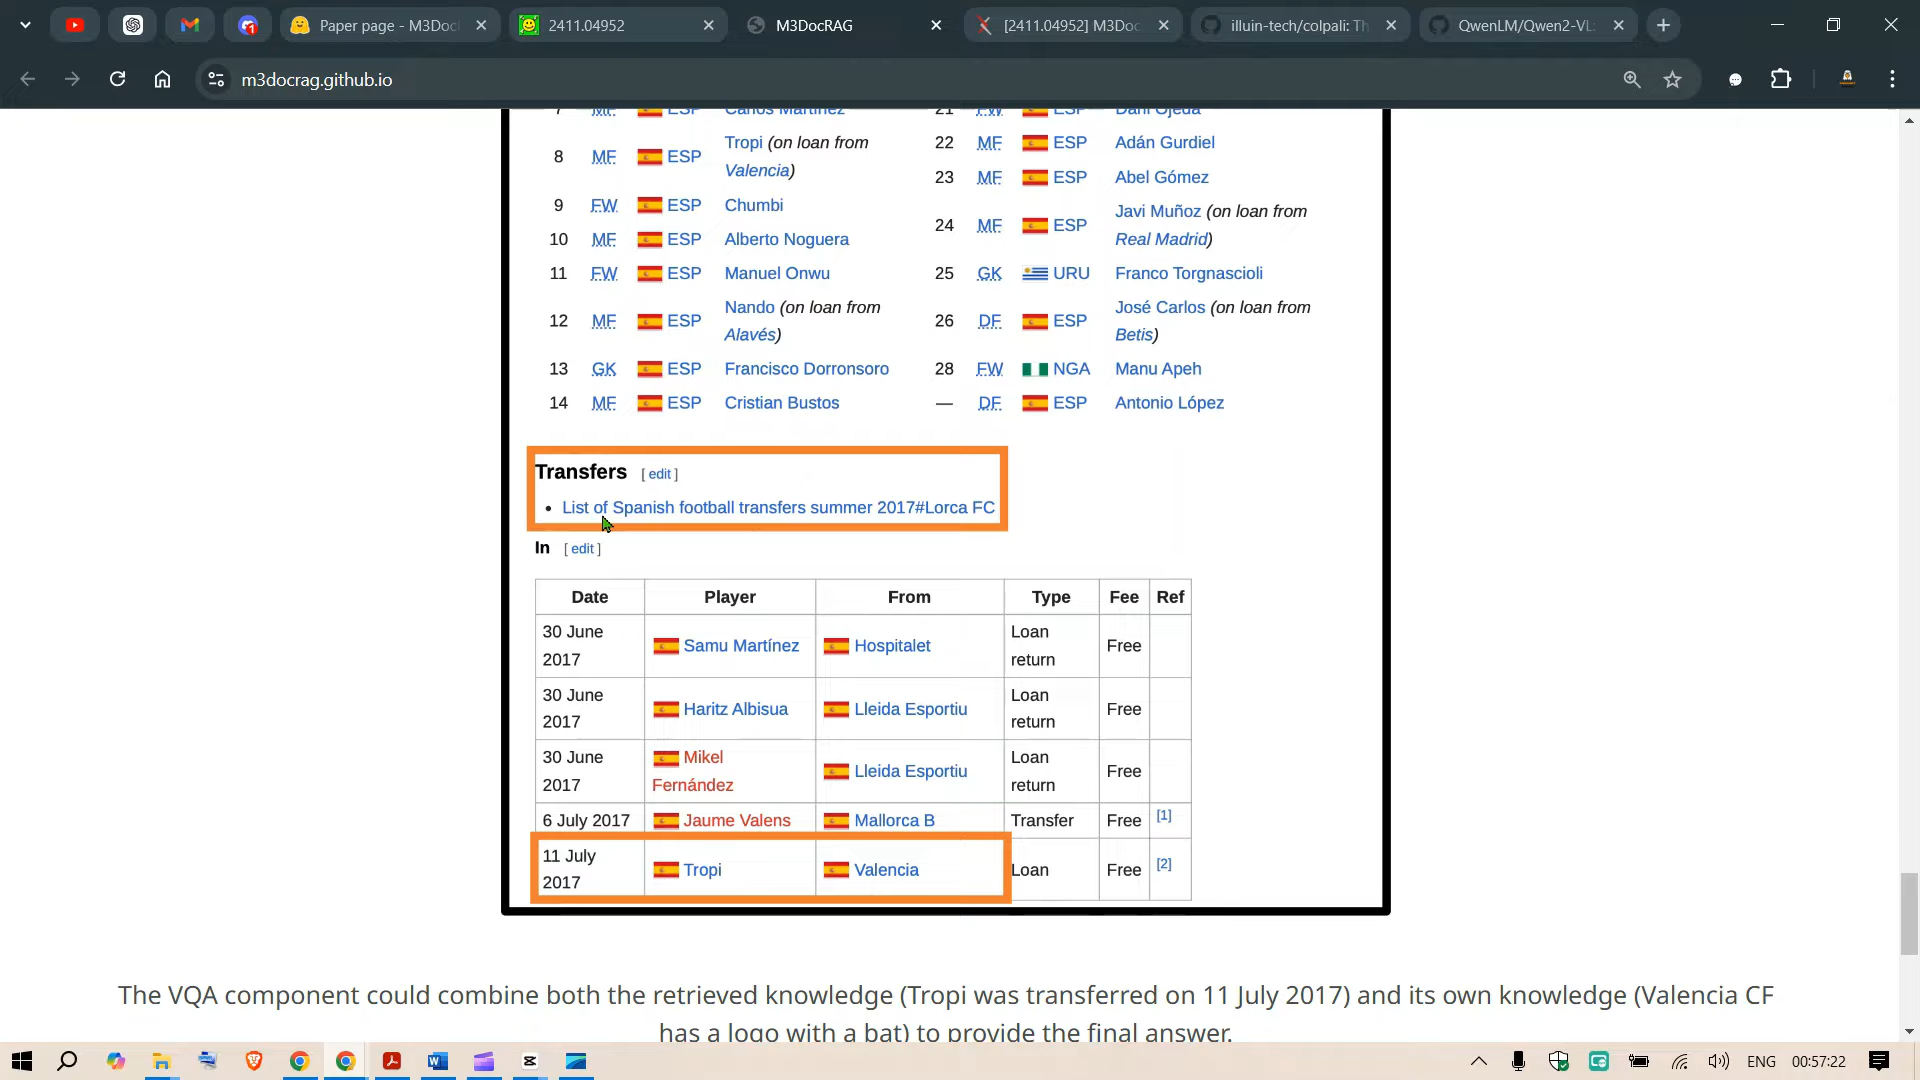 Paper page - M3Doc
2411.04952
M3DocRAG
[2411.04952] M3Doc
illuin-tech/colpali: Th
QwenLM/Qwen2-VL:
m3docrag.github.io
7 MF ESP Carlos Martínez 21 FW ESP Dani Ojeda
8 MF ESP Tropi (on loan from
Valencia)
22 MF ESP Adán Gurdiel
23 MF ESP Abel Gómez
9 FW ESP Chumbi
24 MF ESP Javi Muñoz (on loan from
Real Madrid)
10 MF ESP Alberto Noguera
11 FW ESP Manuel Onwu
25 GK URU Franco Torgnascioli
12 MF ESP Nando (on loan from
Alavés)
26 DF ESP José Carlos (on loan from
Betis)
13 GK ESP Francisco Dorronsoro
28 FW NGA Manu Apeh
14 MF ESP Cristian Bustos
— DF ESP Antonio López
Transfers [ edit ]
• List of Spanish football transfers summer 2017#Lorca FC
In [ edit ]
Date Player From Type Fee Ref
30 June
2017 Samu Martínez Hospitalet Loan
return Free
30 June
2017 Haritz Albisua Lleida Esportiu Loan
return Free
30 June
2017 Mikel
Fernández Lleida Esportiu Loan
return Free
6 July 2017 Jaume Valens Mallorca B Transfer Free [1]
11 July
2017 Tropi Valencia Loan Free [2]
The VQA component could combine both the retrieved knowledge (Tropi was transferred on 11 July 2017) and its own knowledge (Valencia CF
has a logo with a bat) to provide the final answer.
ENG 00:57:22